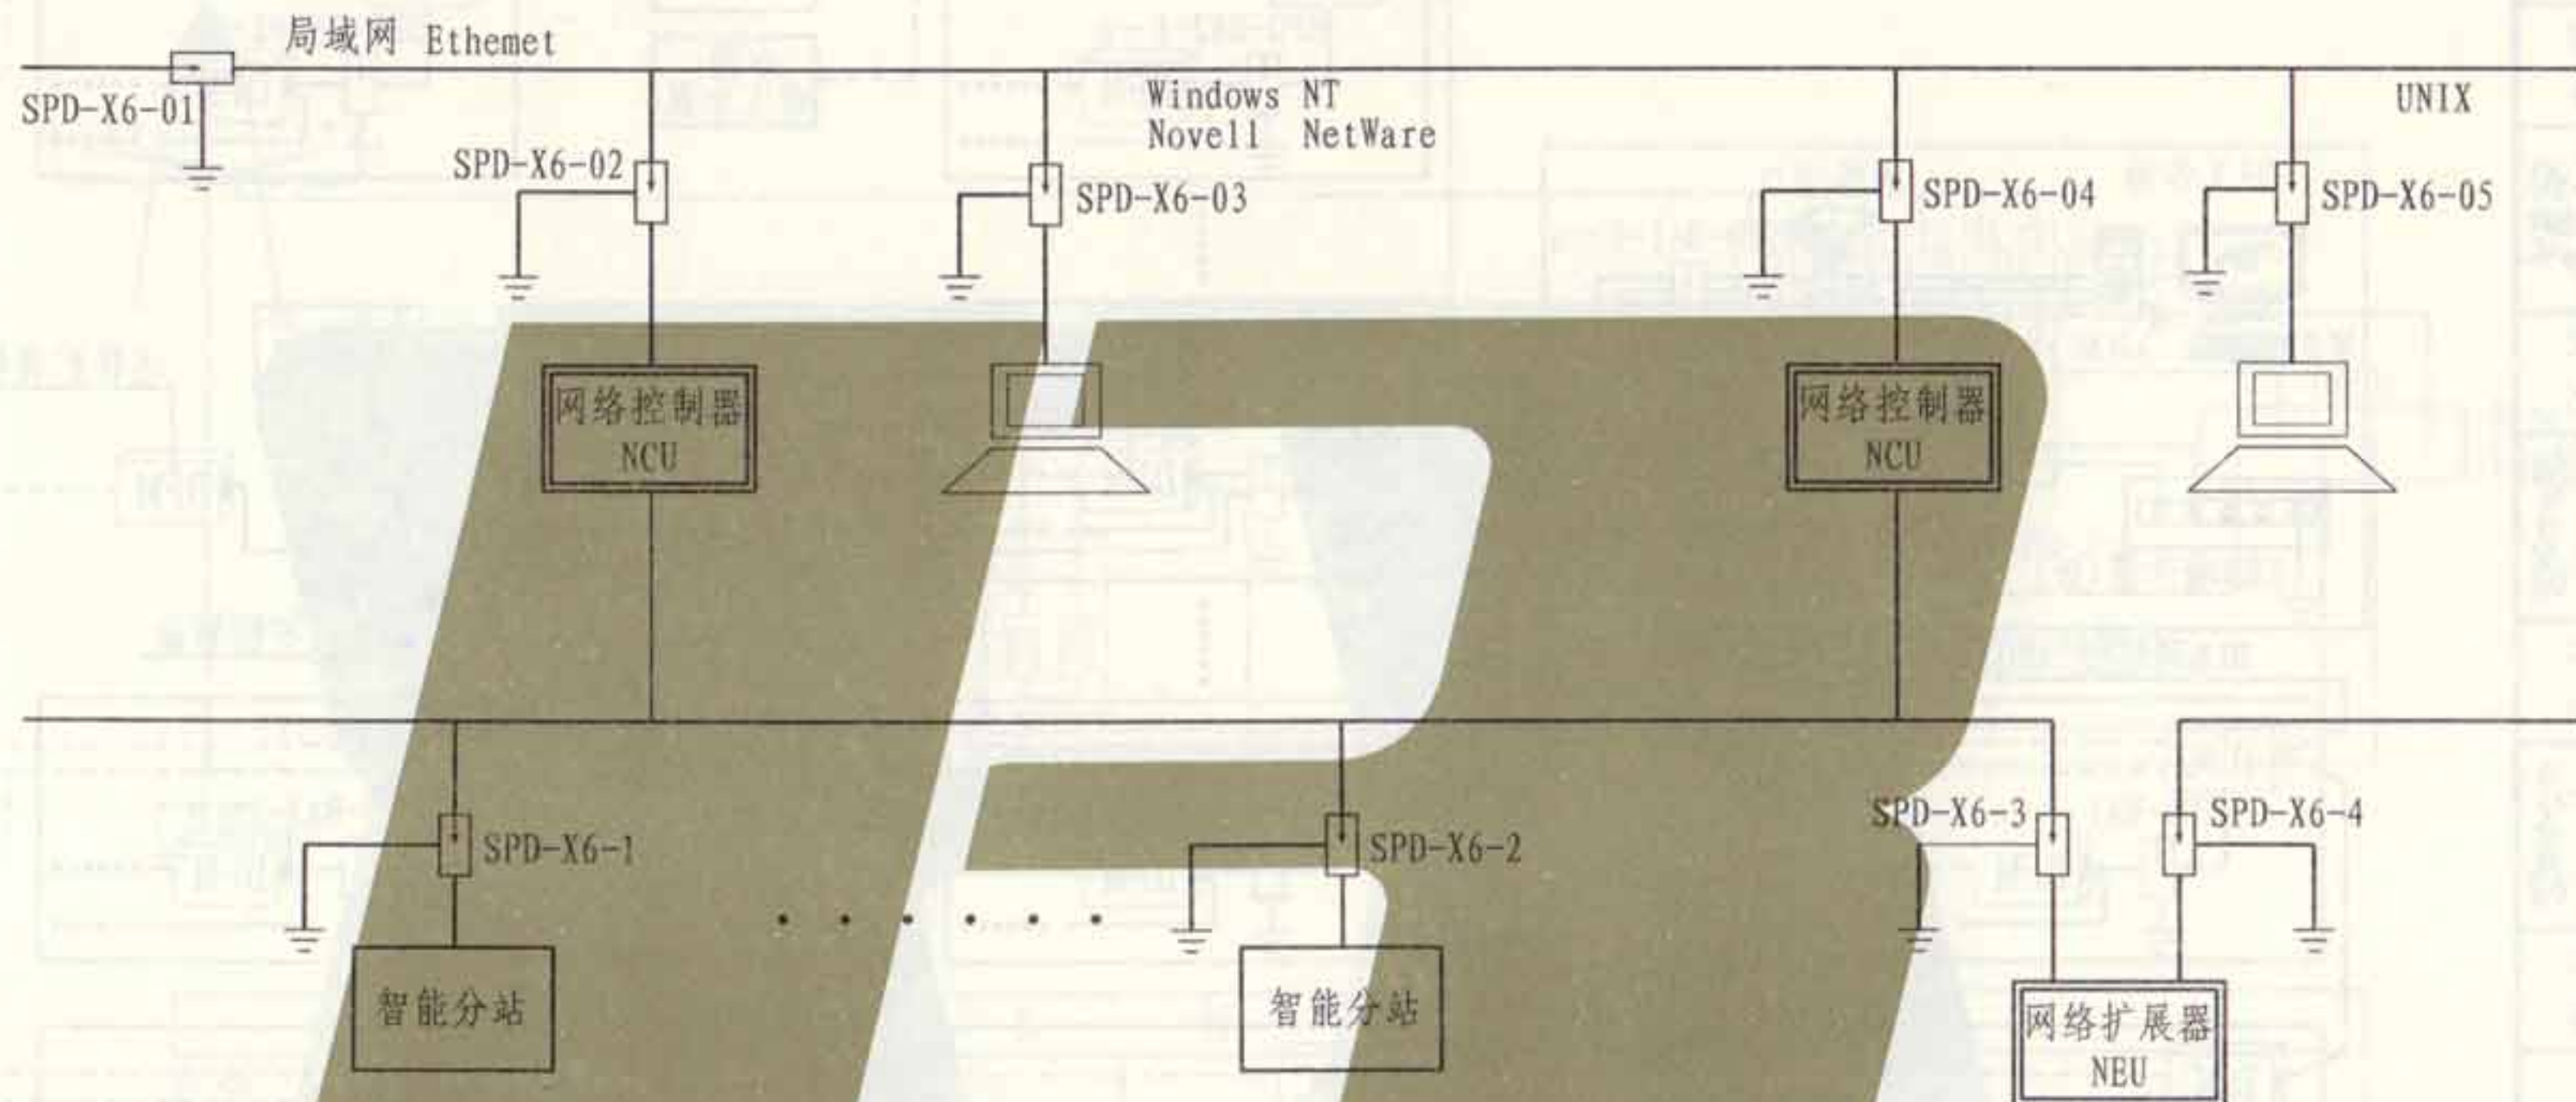 局域网 Ethemet
SPD-X6-01
Windows NT
Novell NetWare
UNIX
SPD-X6-02
SPD-X6-03
SPD-X6-04
SPD-X6-05
网络控制器
NCU
网络控制器
NCU
SPD-X6-1
SPD-X6-2
SPD-X6-3
SPD-X6-4
智能分站
智能分站
网络扩展器
NEU